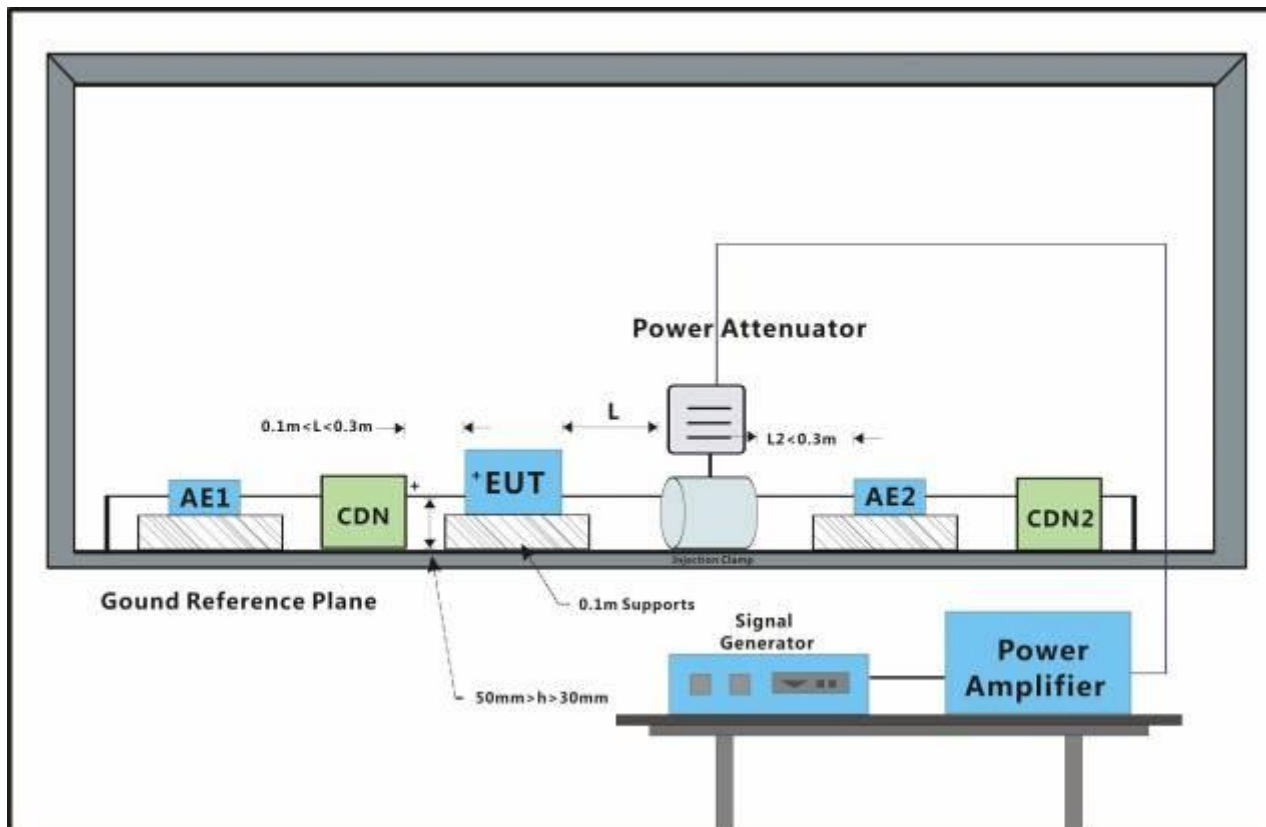 Power Attenuator
0.1m<L<0.3m
L
L2<0.3m
AE1
CDN
+
+EUT
AE2
CDN2
Injection Clamp
Gound Reference Plane
0.1m Supports
50mm>h>30mm
Signal
Generator
Power
Amplifier